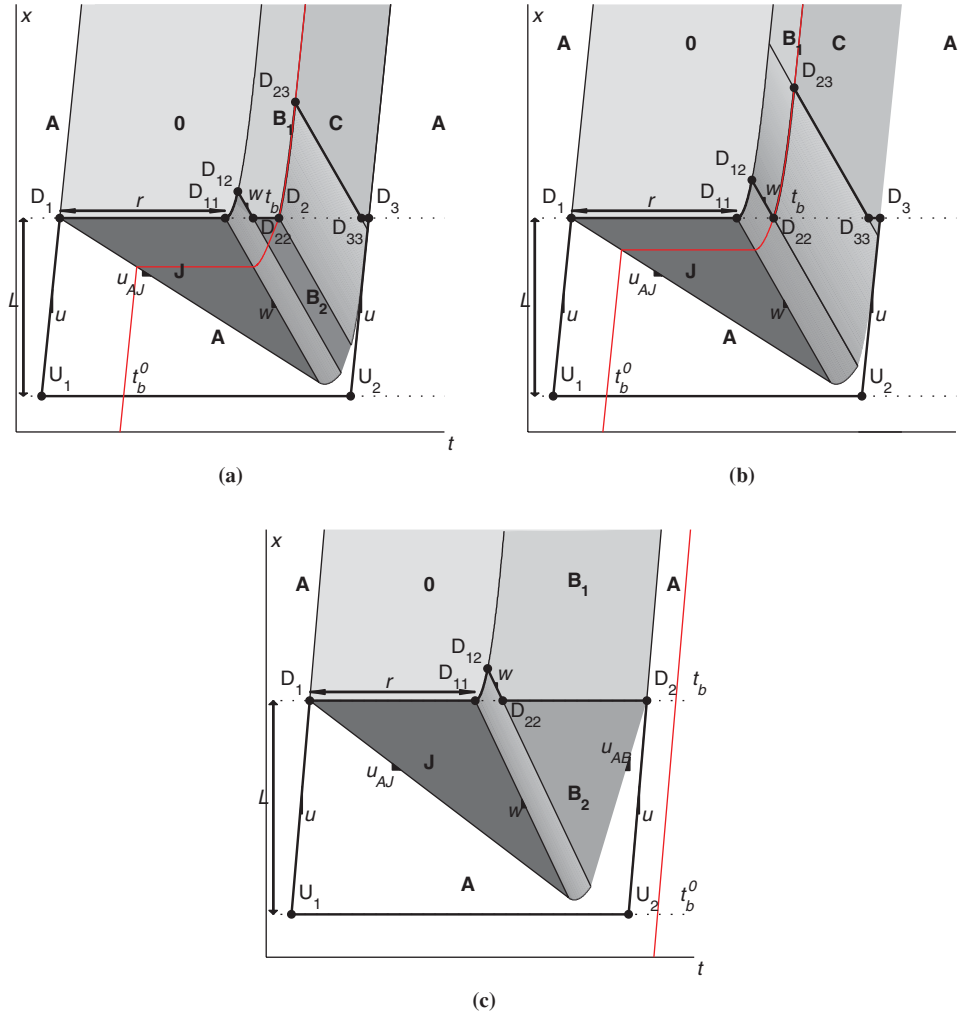 x
A
0
B1
C
A
D23
D12
D1
r
D11
w
tb
D2
D3
D22
D33
J
uAJ
B2
L
u
w
u
A
U1
tb0
U2
t
(a)
x
A
0
B1
C
A
D23
D12
D1
r
D11
w
tb
D3
D22
D33
J
uAJ
L
u
w
u
A
U1
tb0
U2
(b)
x
A
0
B1
A
D12
D1
r
D11
w
D2
tb
D22
uAB
J
uAJ
L
u
w
B2
u
A
U1
U2
tb0
t
(c)